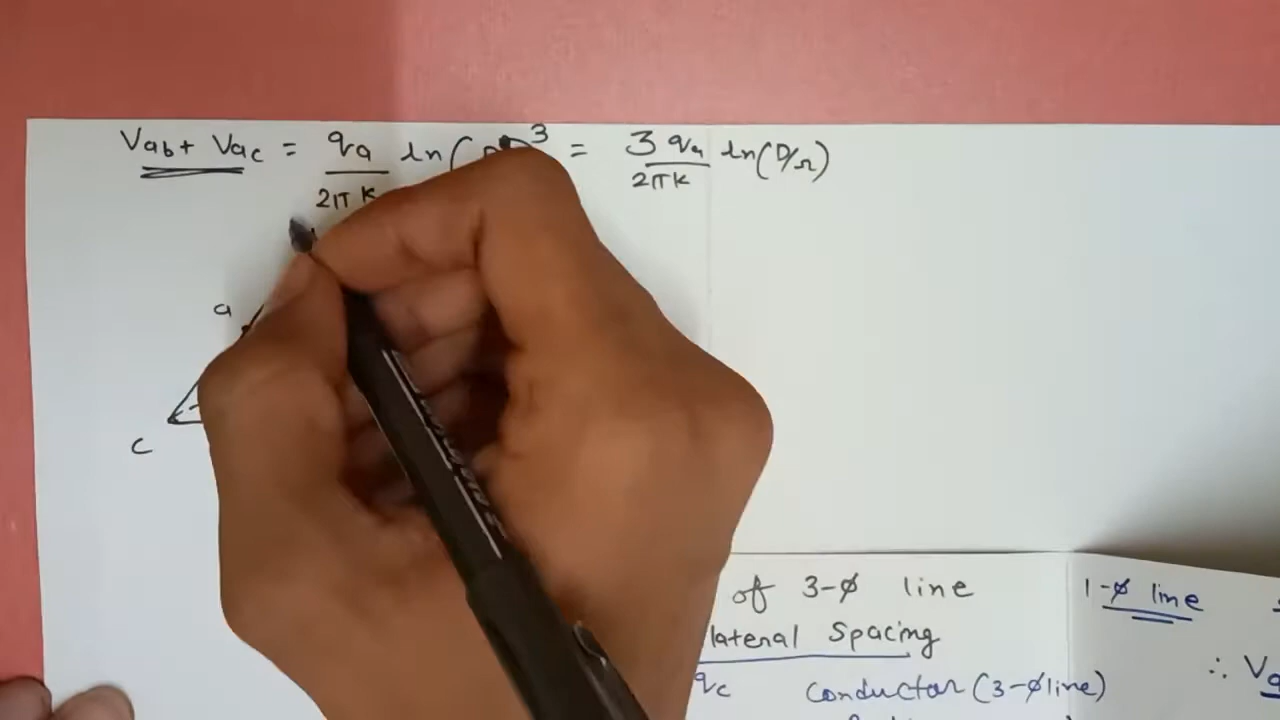 Vab + Vac = qa/2πk ln( )³ = 3qa/2πk ln(D/r)
a
c
of 3-ϕ line
1-ϕ line
lateral Spacing
∴ V
qc conductor (3-ϕ line)